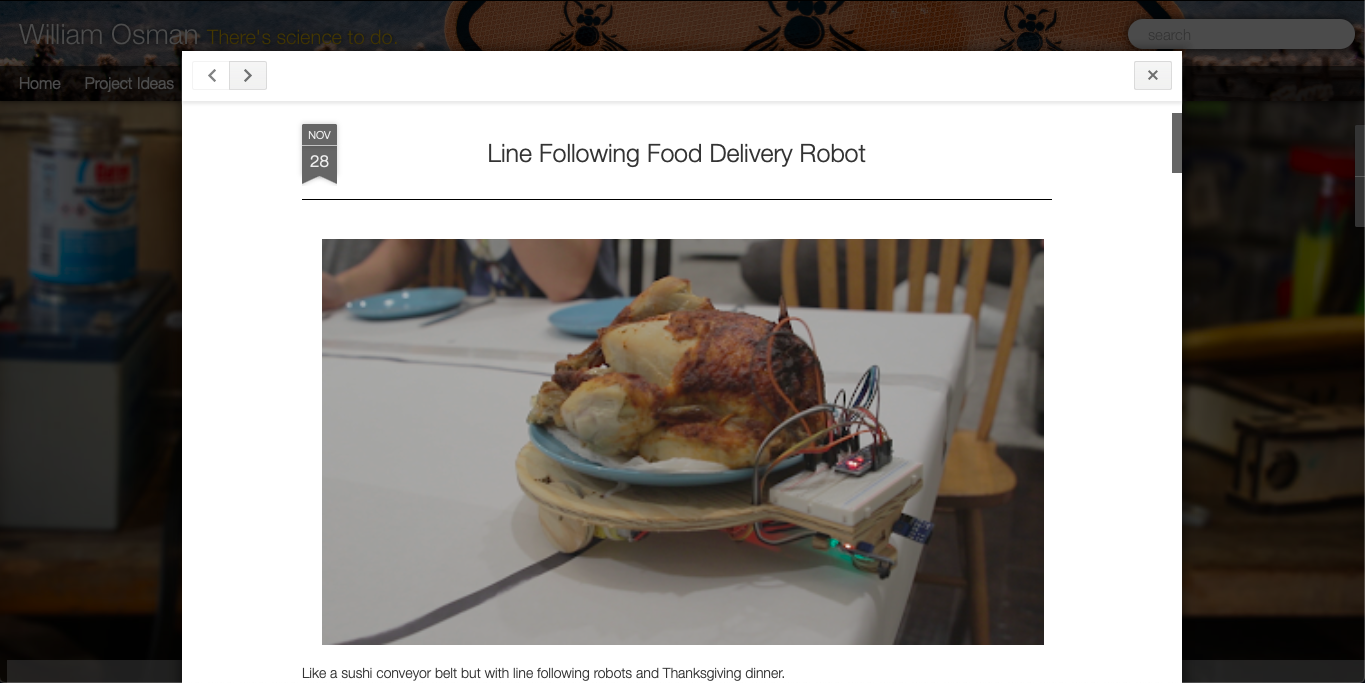 William Osman There's science to do.
search
Home Project Ideas
NOV
28
Line Following Food Delivery Robot
Like a sushi conveyor belt but with line following robots and Thanksgiving dinner.